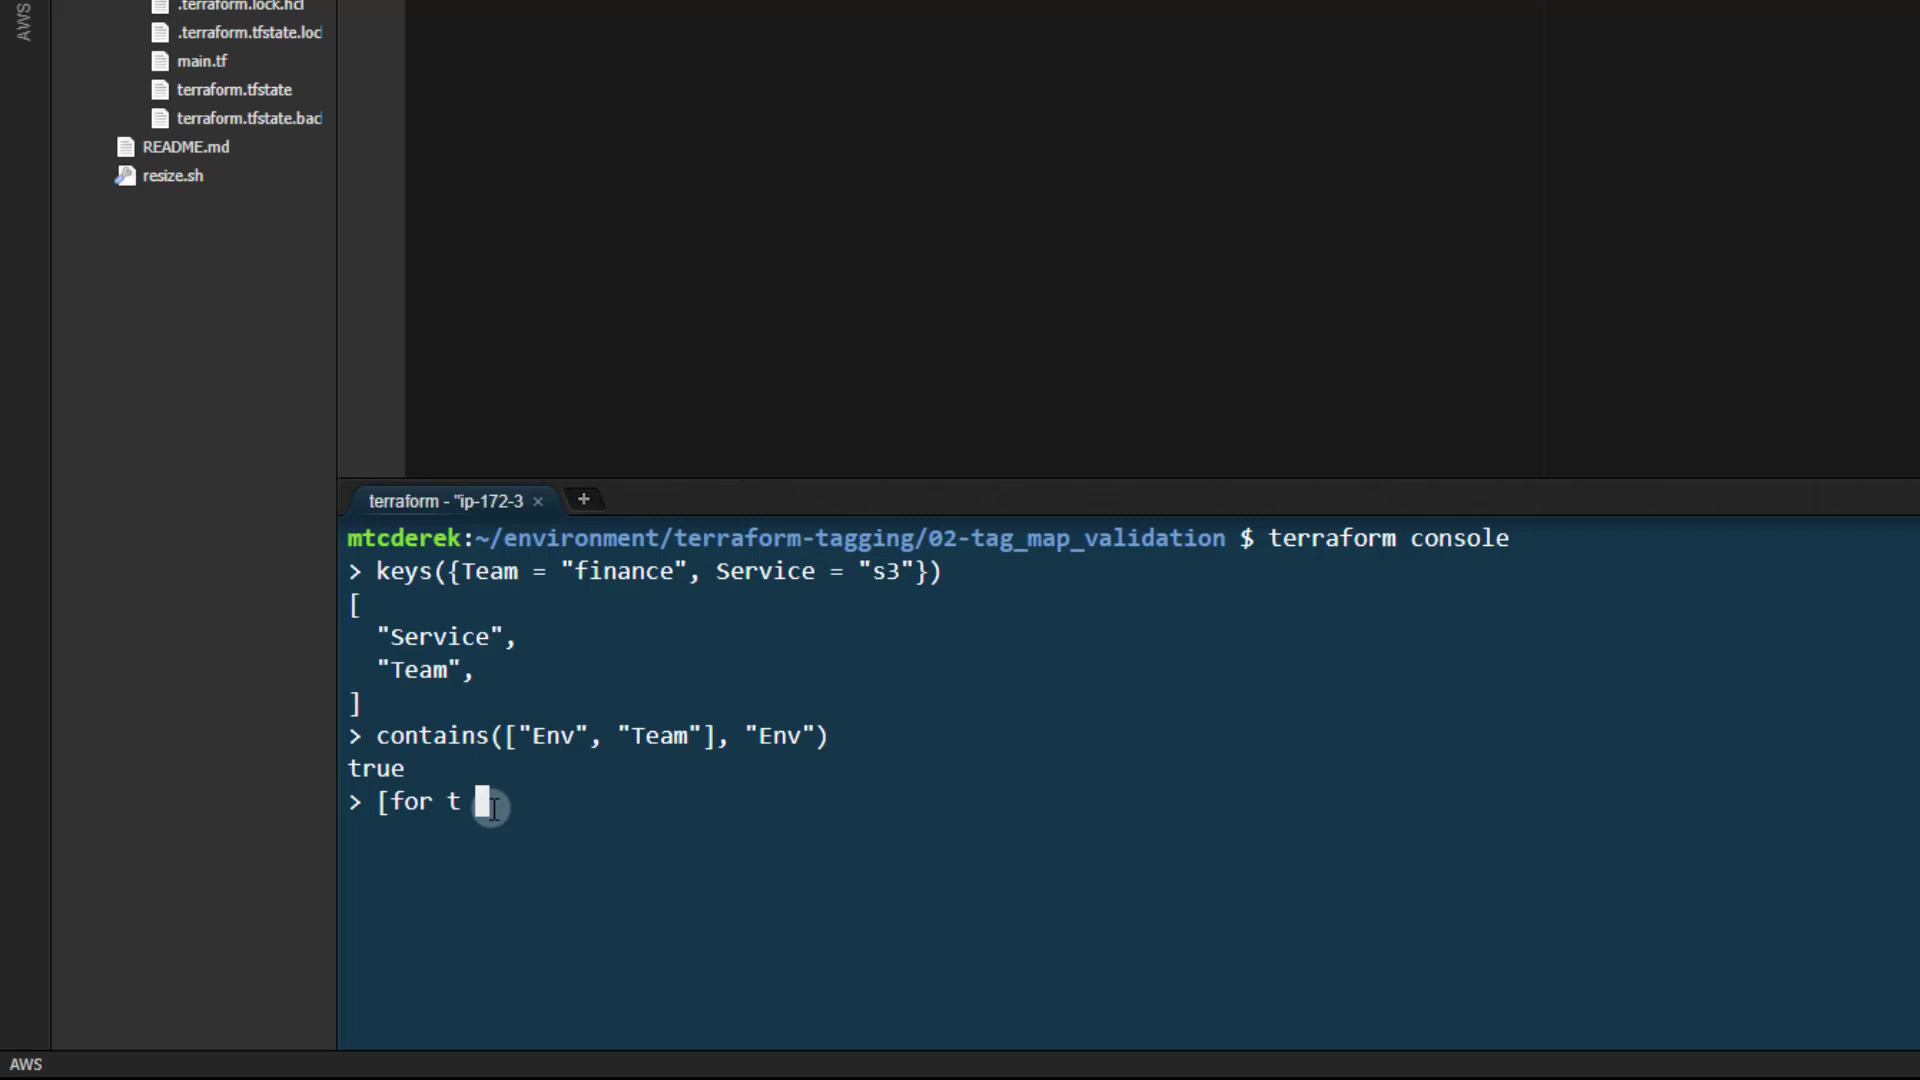 AWS
.terraform.lock.hcl
.terraform.tfstate.loc
main.tf
terraform.tfstate
terraform.tfstate.bac
README.md
resize.sh
terraform - "ip-172-3 × +
mtcderek:~/environment/terraform-tagging/02-tag_map_validation $ terraform console
> keys({Team = "finance", Service = "s3"})
[
  "Service",
  "Team",
]
> contains(["Env", "Team"], "Env")
true
> [for t
AWS